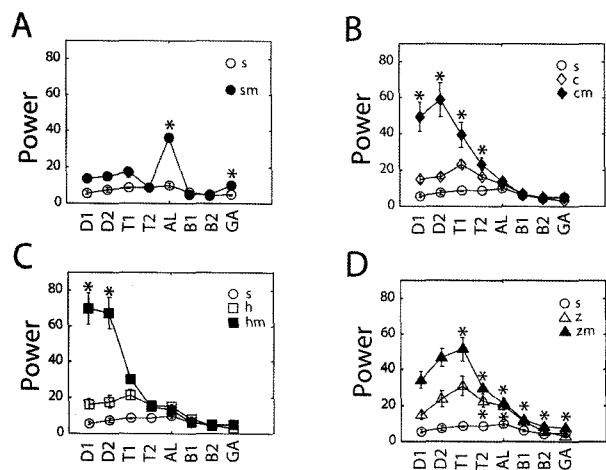 A
80
60
40
20
0
Power
s
sm
*
*
D1 D2 T1 T2 AL B1 B2 GA
B
80
60
40
20
0
Power
s
c
cm
* * * *
D1 D2 T1 T2 AL B1 B2 GA
C
80
60
40
20
0
Power
s
h
hm
* *
D1 D2 T1 T2 AL B1 B2 GA
D
80
60
40
20
0
Power
s
z
zm
* * * * * *
* *
D1 D2 T1 T2 AL B1 B2 GA